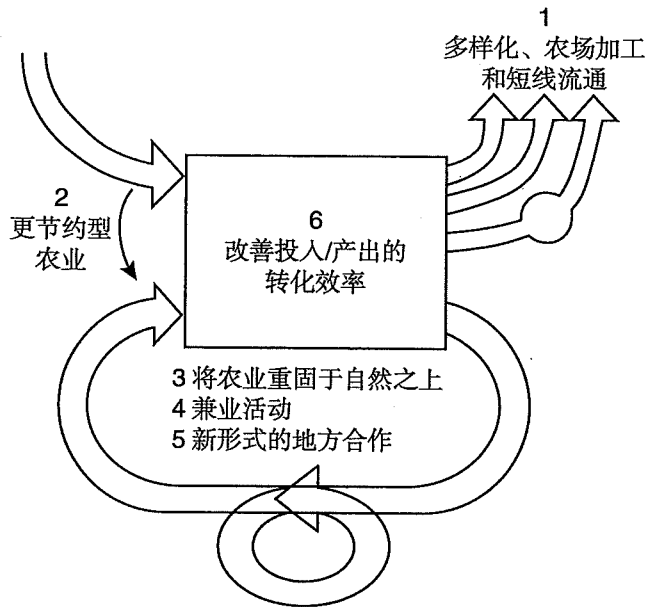 1
多样化、农场加工
和短线流通
2
更节约型
农业
6
改善投入/产出的
转化效率
3 将农业重固于自然之上
4 兼业活动
5 新形式的地方合作